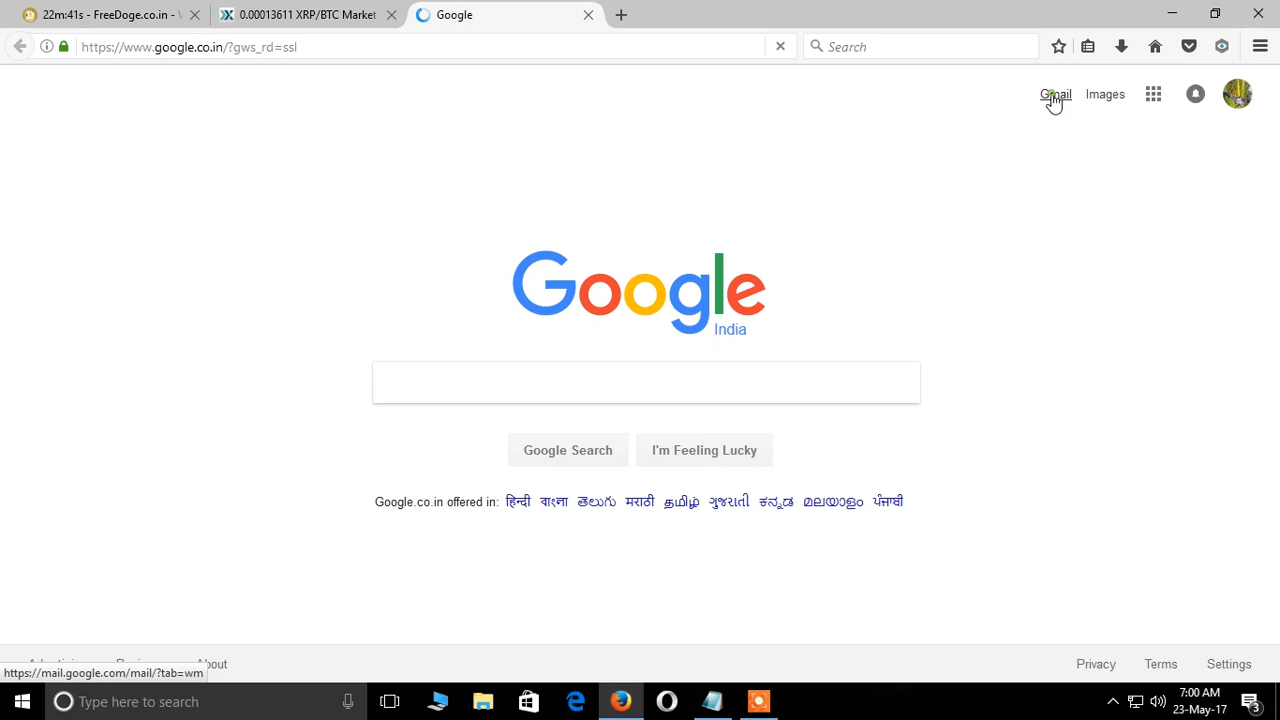 22m:41s - FreeDoge.co.in -
0.00013611 XRP/BTC Market
Google
https://www.google.co.in/?gws_rd=ssl
Search
Gmail
Images
Google
India
Google Search
I'm Feeling Lucky
Google.co.in offered in: हिन्दी বাংলা తెలుగు मराठी தமிழ் ગુજરાતી ಕನ್ನಡ മലയാളം ਪੰਜਾਬੀ
About
Privacy
Terms
Settings
https://mail.google.com/mail/?tab=wm
Type here to search
7:00 AM
23-May-17
3